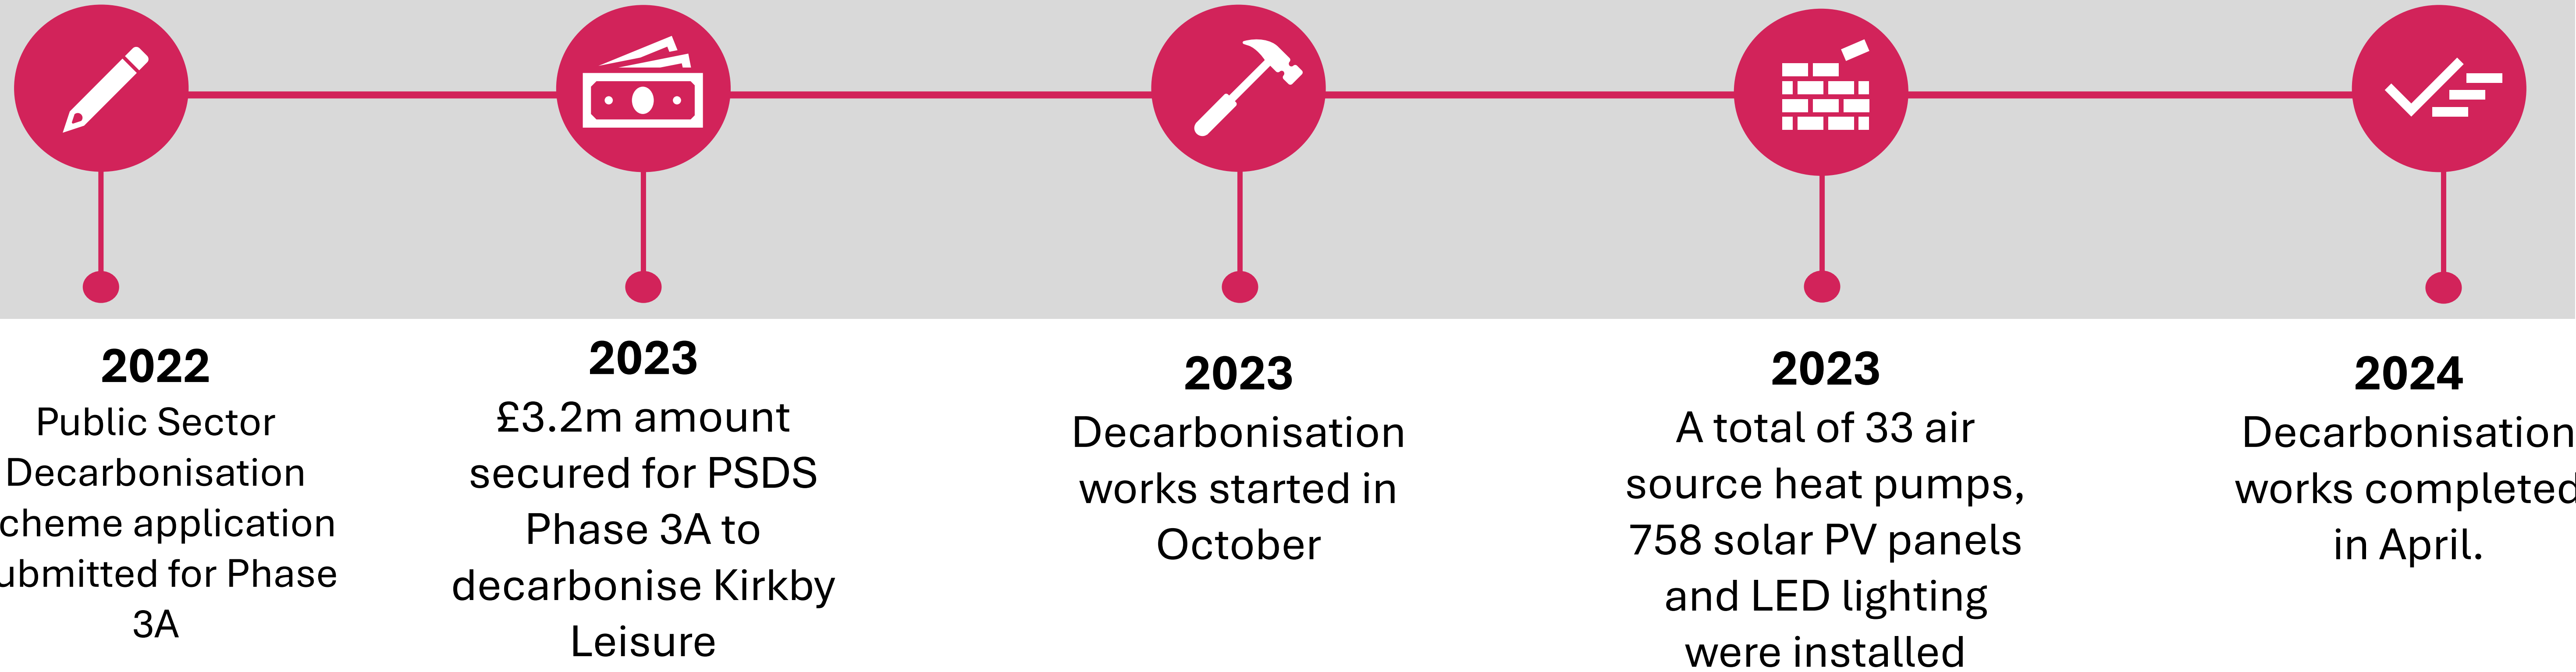 2022
Public Sector
Decarbonisation
cheme application
ubmitted for Phase
3A
2023
£3.2m amount
secured for PSDS
Phase 3A to
decarbonise Kirkby
Leisure
2023
Decarbonisation
works started in
October
2023
A total of 33 air
source heat pumps,
758 solar PV panels
and LED lighting
were installed
2024
Decarbonisation
works completed
in April.